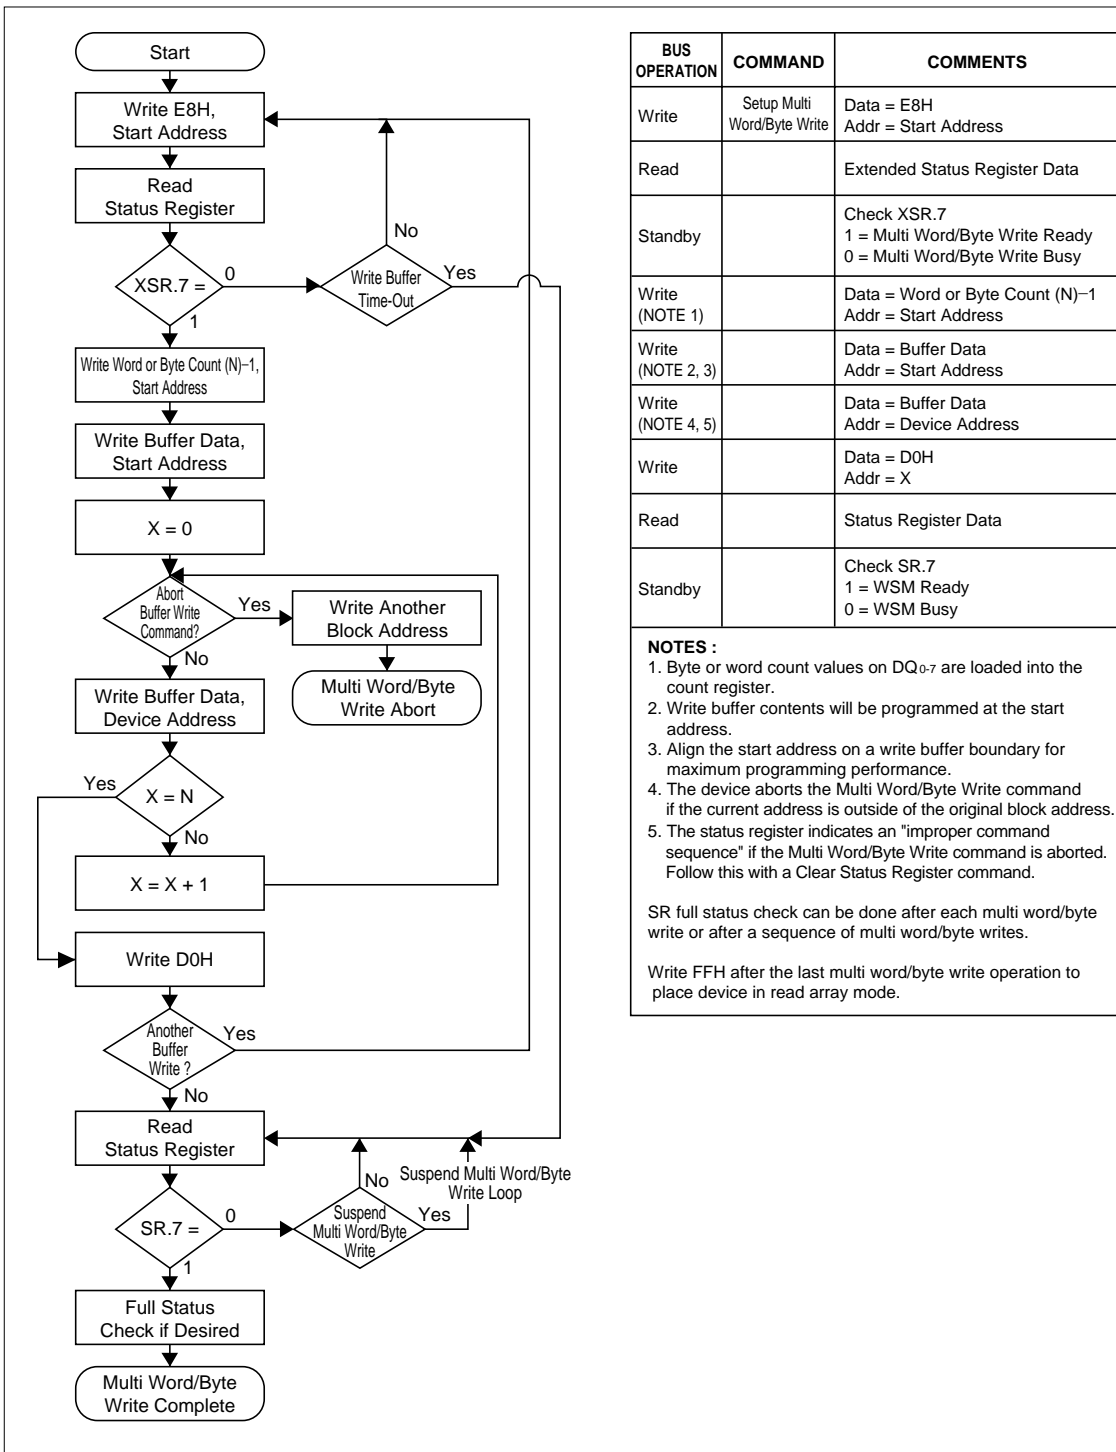 Start
Write E8H,
Start Address
Read
Status Register
No
XSR.7 =
0
Write Buffer
Time-Out
Yes
1
Write Word or Byte Count (N)−1,
Start Address
Write Buffer Data,
Start Address
X = 0
Abort
Buffer Write
Command?
Yes
Write Another
Block Address
No
Multi Word/Byte
Write Abort
Write Buffer Data,
Device Address
Yes
X = N
No
X = X + 1
Write D0H
Another
Buffer
Write ?
Yes
No
Read
Status Register
No
Suspend Multi Word/Byte
Write Loop
SR.7 =
0
Suspend
Multi Word/Byte
Write
Yes
1
Full Status
Check if Desired
Multi Word/Byte
Write Complete
BUS
OPERATION
COMMAND
COMMENTS
Write
Setup Multi
Word/Byte Write
Data = E8H
Addr = Start Address
Read
Extended Status Register Data
Standby
Check XSR.7
1 = Multi Word/Byte Write Ready
0 = Multi Word/Byte Write Busy
Write
(NOTE 1)
Data = Word or Byte Count (N)−1
Addr = Start Address
Write
(NOTE 2, 3)
Data = Buffer Data
Addr = Start Address
Write
(NOTE 4, 5)
Data = Buffer Data
Addr = Device Address
Write
Data = D0H
Addr = X
Read
Status Register Data
Standby
Check SR.7
1 = WSM Ready
0 = WSM Busy
NOTES :
1. Byte or word count values on DQ0-7 are loaded into the
count register.
2. Write buffer contents will be programmed at the start
address.
3. Align the start address on a write buffer boundary for
maximum programming performance.
4. The device aborts the Multi Word/Byte Write command
if the current address is outside of the original block address.
5. The status register indicates an "improper command
sequence" if the Multi Word/Byte Write command is aborted.
Follow this with a Clear Status Register command.
SR full status check can be done after each multi word/byte
write or after a sequence of multi word/byte writes.
Write FFH after the last multi word/byte write operation to
place device in read array mode.